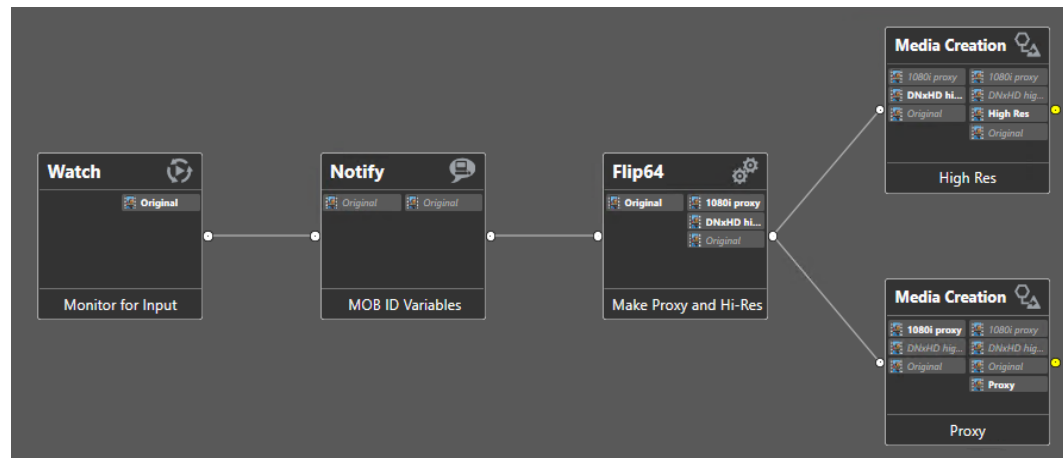 Watch
Original
Monitor for Input
Notify
Original Original
MOB ID Variables
Flip64
Original 1080i proxy
DNxHD hi...
Original
Make Proxy and Hi-Res
Media Creation
1080i proxy 1080i proxy
DNxHD hi... DNxHD hig...
Original High Res
Original
High Res
Media Creation
1080i proxy 1080i proxy
DNxHD hig... DNxHD hig...
Original Original
Proxy
Proxy